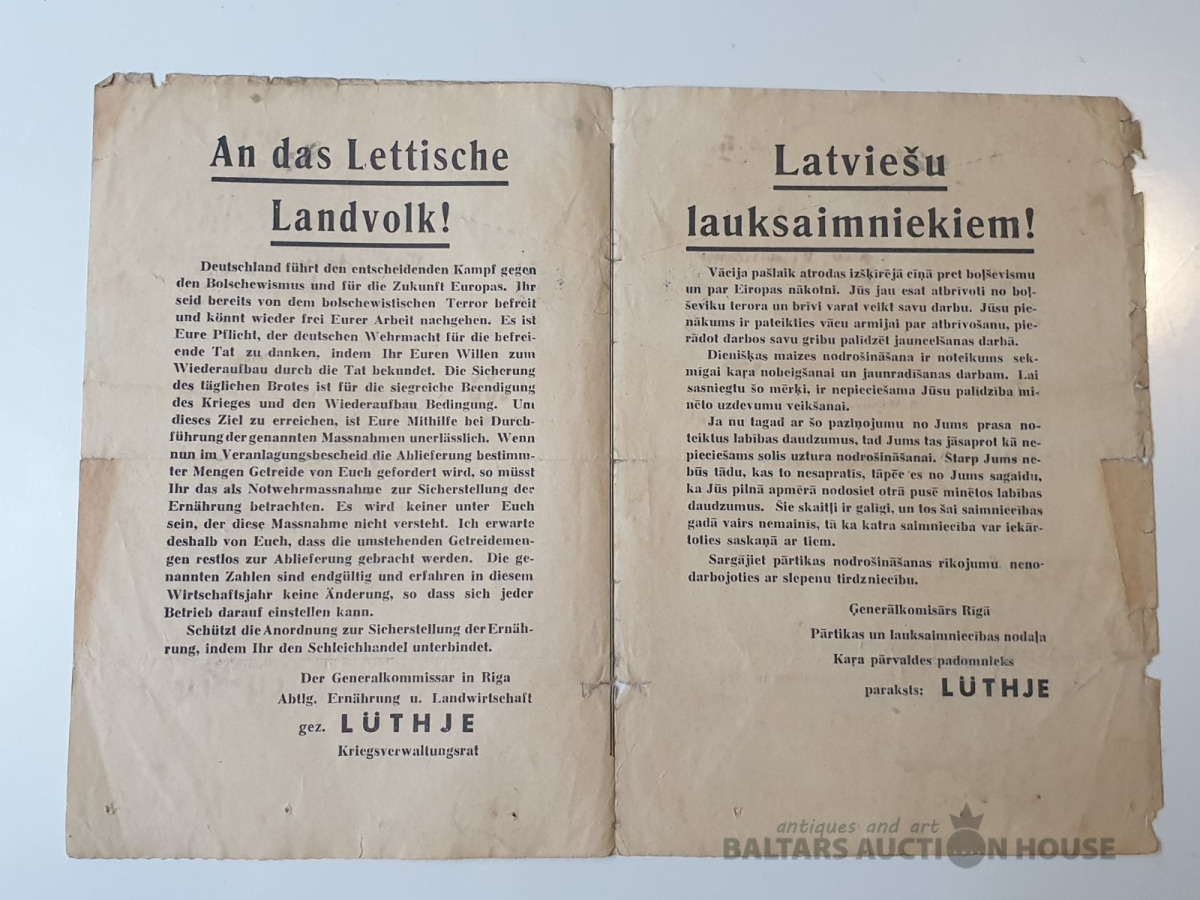 An das Lettische
Landvolk!
Deutschland führt den entscheidenden Kampf gegen
den Bolschewismus und für die Zukunft Europas. Ihr
seid bereits von dem bolschewistischen Terror befreit
und könnt wieder frei Eurer Arbeit nachgehen. Es ist
Eure Pflicht, der deutschen Wehrmacht für die befrei-
ende Tat zu danken, indem Ihr Euren Willen zum
Wiederaufbau durch die Tat bekundet. Die Sicherung
des täglichen Brotes ist für die siegreiche Beendigung
des Krieges und den Wiederaufbau Bedingung. Um
dieses Ziel zu erreichen, ist Eure Mithilfe bei Durch-
führung der genannten Massnahmen unerlässlich. Wenn
nun im Veranlagungsbescheid die Ablieferung bestimm-
ter Mengen Getreide von Euch gefordert wird, so müsst
Ihr das als Notwehrmassnahme zur Sicherstellung der
Ernährung betrachten. Es wird keiner unter Euch
sein, der diese Massnahme nicht versteht. Ich erwarte
deshalb von Euch, dass die umstehenden Getreidemen-
gen restlos zur Ablieferung gebracht werden. Die ge-
nannten Zahlen sind endgültig und erfahren in diesem
Wirtschaftsjahr keine Änderung, so dass sich jeder
Betrieb darauf einstellen kann.
Schützt die Anordnung zur Sicherstellung der Ernäh-
rung, indem Ihr den Schleichhandel unterbindet.
Der Generalkommissar in Riga
Abtlg. Ernährung u. Landwirtschaft
gez. LÜTHJE
Kriegsverwaltungsrat
Latviešu
lauksaimniekiem!
Vācija pašlaik atrodas izšķirējā cīņā pret boļševismu
un par Eiropas nākotni. Jūs jau esat atbrīvoti no boļ-
ševiku terora un brīvi varat veikt savu darbu. Jūsu pie-
nākums ir pateikties vācu armijai par atbrīvošanu, pie-
rādot darbos savu gribu palīdzēt jauncelšanas darbā.
Dienišķas maizes nodrošināšana ir noteikums sek-
mīgai kaŗa nobeigšanai un jaunradīšanas darbam. Lai
sasniegtu šo mērķi, ir nepieciešama Jūsu palīdzība mi-
nēto uzdevumu veikšanai.
Ja nu tagad ar šo paziņojumu no Jums prasa no-
teiktus labības daudzumus, tad Jums tas jāsaprot kā ne-
pieciešams solis uztura nodrošināšanai. Starp Jums ne-
būs tādu, kas to nesapratīs, tāpēc es no Jums sagaidu,
ka Jūs pilnā apmērā nodosiet otrā pusē minētos labības
daudzumus. Šie skaitļi ir galīgi, un tos šai saimniecības
gadā vairs nemainīs, tā ka katra saimniecība var iekār-
toties saskaņā ar tiem.
Sargājiet pārtikas nodrošināšanas rīkojumu neno-
darbojoties ar slepenu tirdzniecību.
Ģenerālkomisārs Rīgā
Pārtikas un lauksaimniecības nodaļa
Kaŗa pārvaldes padomnieks
paraksts: LÜTHJE
antiques and art
BALTARS AUCTION HOUSE